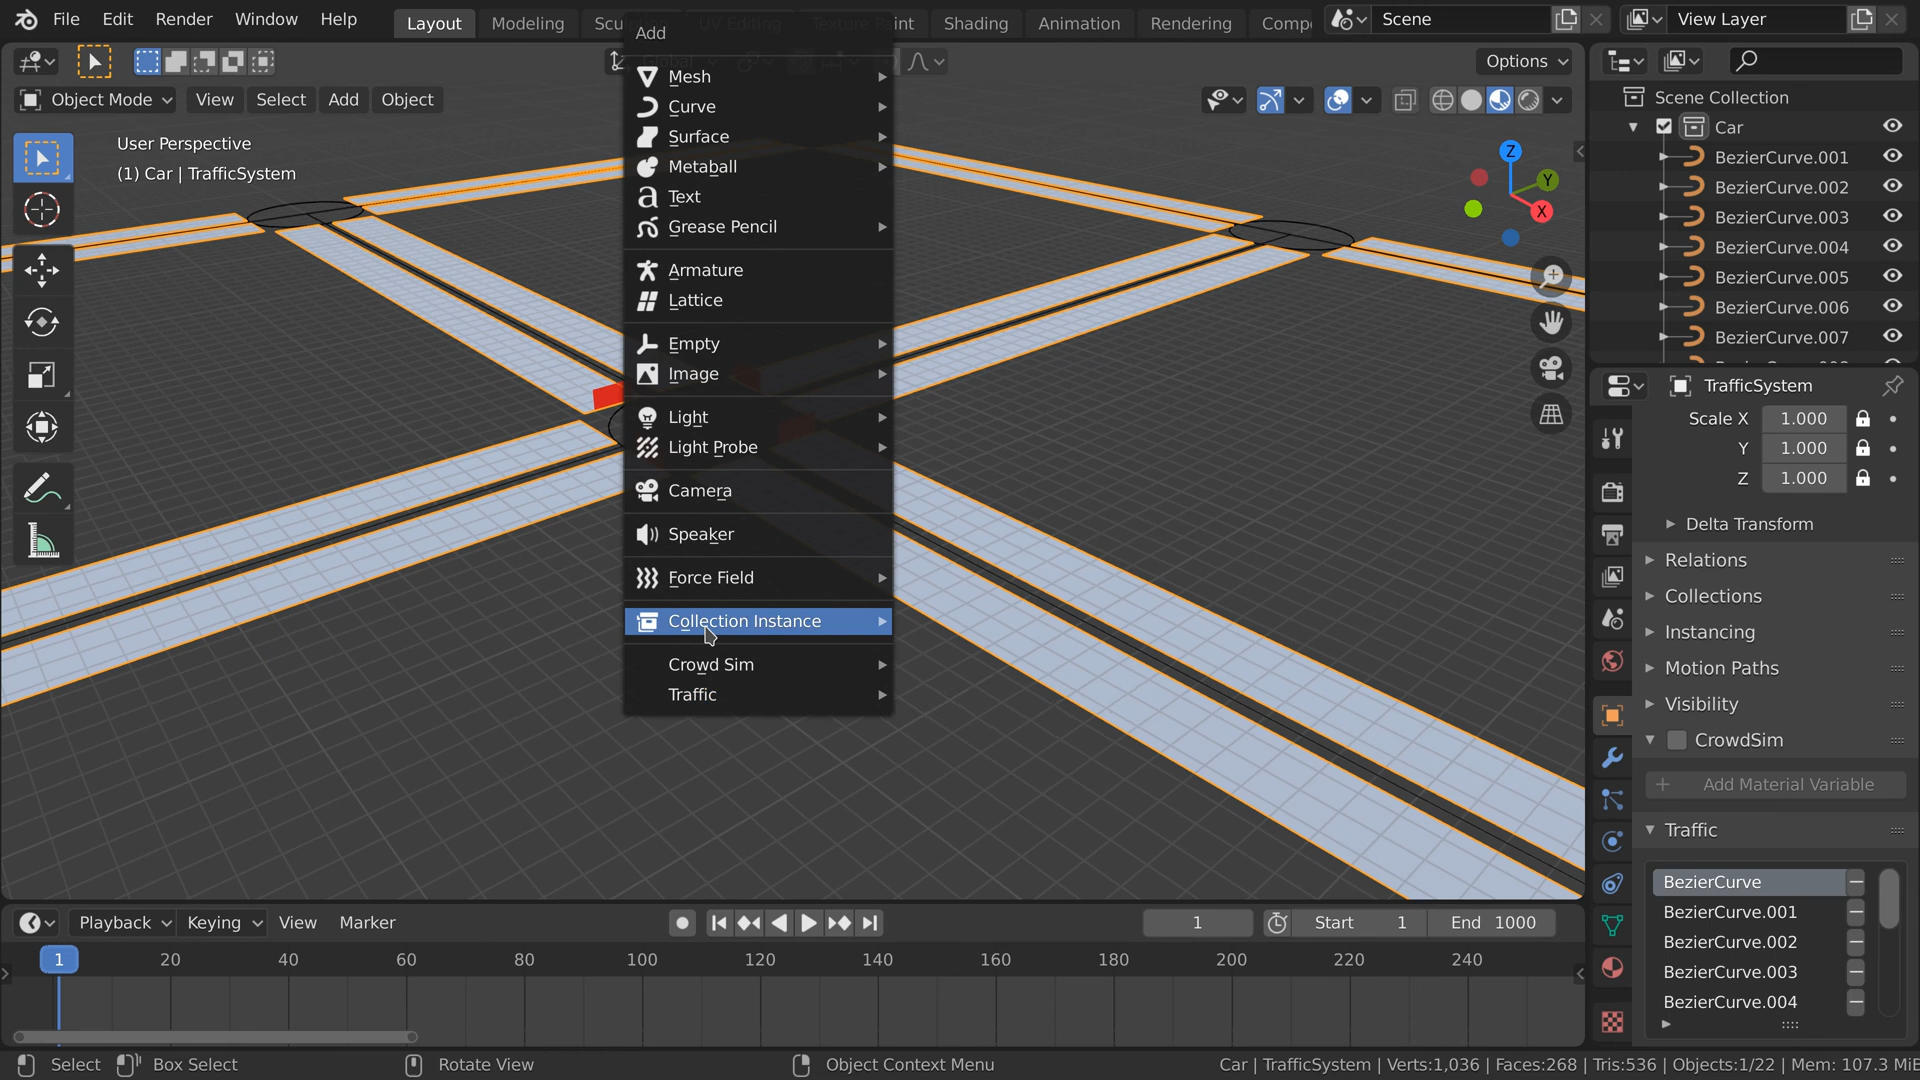 File Edit Render Window Help Layout Modeling Scu UV Editing Texture Paint Shading Animation Rendering Comp Scene View Layer
Global Options
Object Mode View Select Add Object
User Perspective
(1) Car | TrafficSystem
Z
Y
X
Add
Mesh
Curve
Surface
Metaball
Text
Grease Pencil
Armature
Lattice
Empty
Image
Light
Light Probe
Camera
Speaker
Force Field
Collection Instance
Crowd Sim
Traffic
Scene Collection
Car
BezierCurve.001
BezierCurve.002
BezierCurve.003
BezierCurve.004
BezierCurve.005
BezierCurve.006
BezierCurve.007
TrafficSystem
Scale X 1.000
Y 1.000
Z 1.000
Delta Transform
Relations
Collections
Instancing
Motion Paths
Visibility
CrowdSim
Add Material Variable
Traffic
BezierCurve
BezierCurve.001
BezierCurve.002
BezierCurve.003
BezierCurve.004
Playback Keying View Marker 1 Start 1 End 1000
1 20 40 60 80 100 120 140 160 180 200 220 240
Select Box Select Rotate View Object Context Menu Car | TrafficSystem | Verts:1,036 | Faces:268 | Tris:536 | Objects:1/22 | Mem: 107.3 MiB